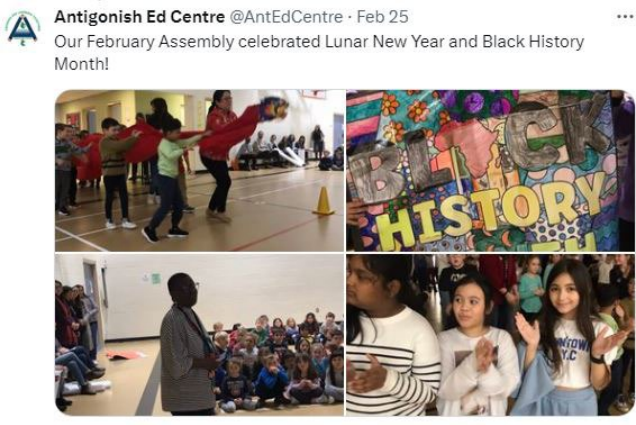 Antigonish Ed Centre @AntEdCentre · Feb 25
Our February Assembly celebrated Lunar New Year and Black History
Month!
BLACK
HISTORY
Y.C